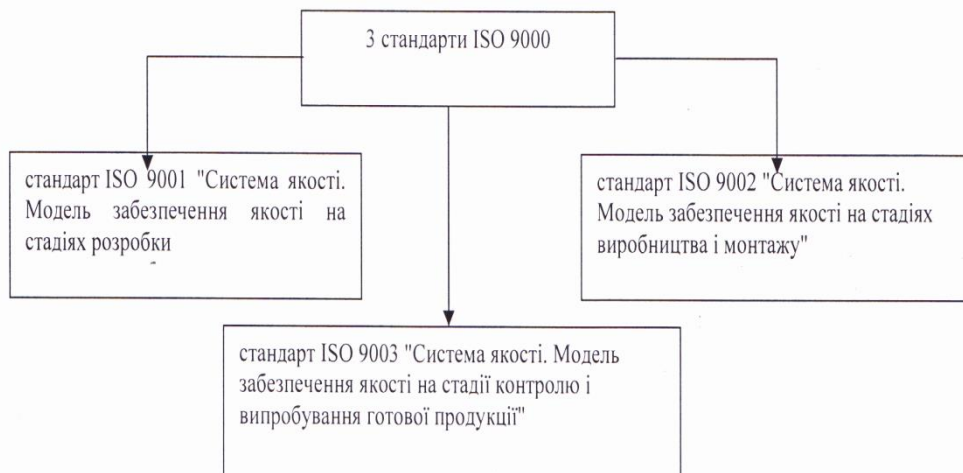 3 стандарти ISO 9000
стандарт ISO 9001 "Система якості.
Модель забезпечення якості на
стадіях розробки
стандарт ISO 9002 "Система якості.
Модель забезпечення якості на стадіях
виробництва і монтажу"
стандарт ISO 9003 "Система якості. Модель
забезпечення якості на стадії контролю і
випробування готової продукції"